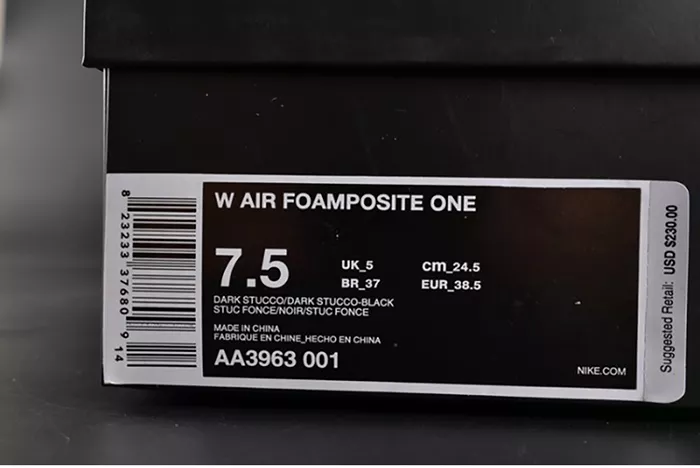 W AIR FOAMPOSITE ONE
7.5
UK_5
cm_24.5
BR_37
EUR_38.5
DARK STUCCO/DARK STUCCO-BLACK
STUC FONCE/NOIR/STUC FONCE
MADE IN CHINA
FABRIQUE EN CHINE_HECHO EN CHINA
AA3963 001
NIKE.COM
8 23233 37680 9 14
Suggested Retail: USD $230.00